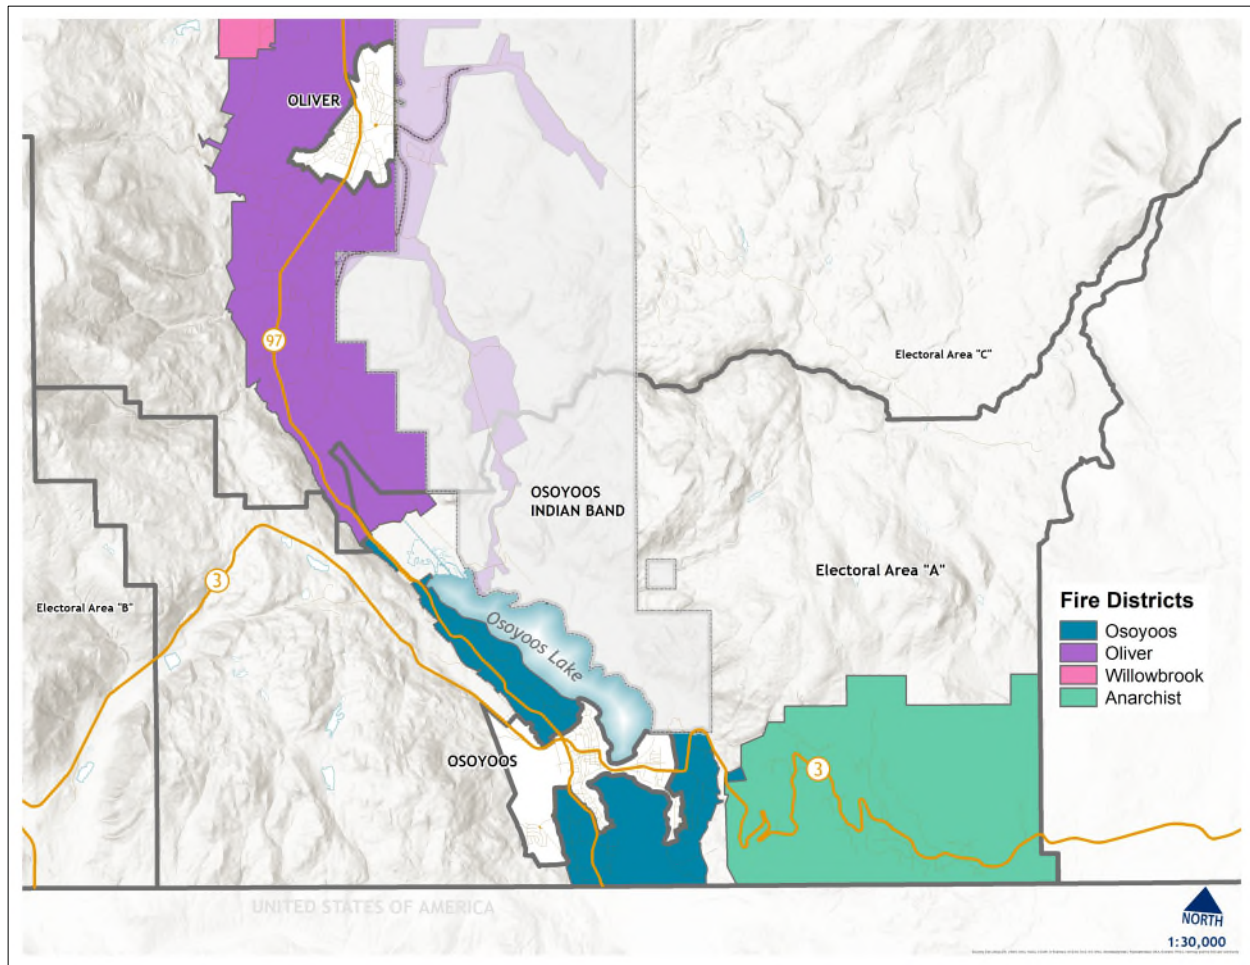 OLIVER
97
Electoral Area "C"
OSOYOOS
INDIAN BAND
3
Electoral Area "A"
Electoral Area "B"
Osoyoos Lake
Fire Districts
Osoyoos
Oliver
Willowbrook
Anarchist
OSOYOOS
3
UNITED STATES OF AMERICA
NORTH
1:30,000